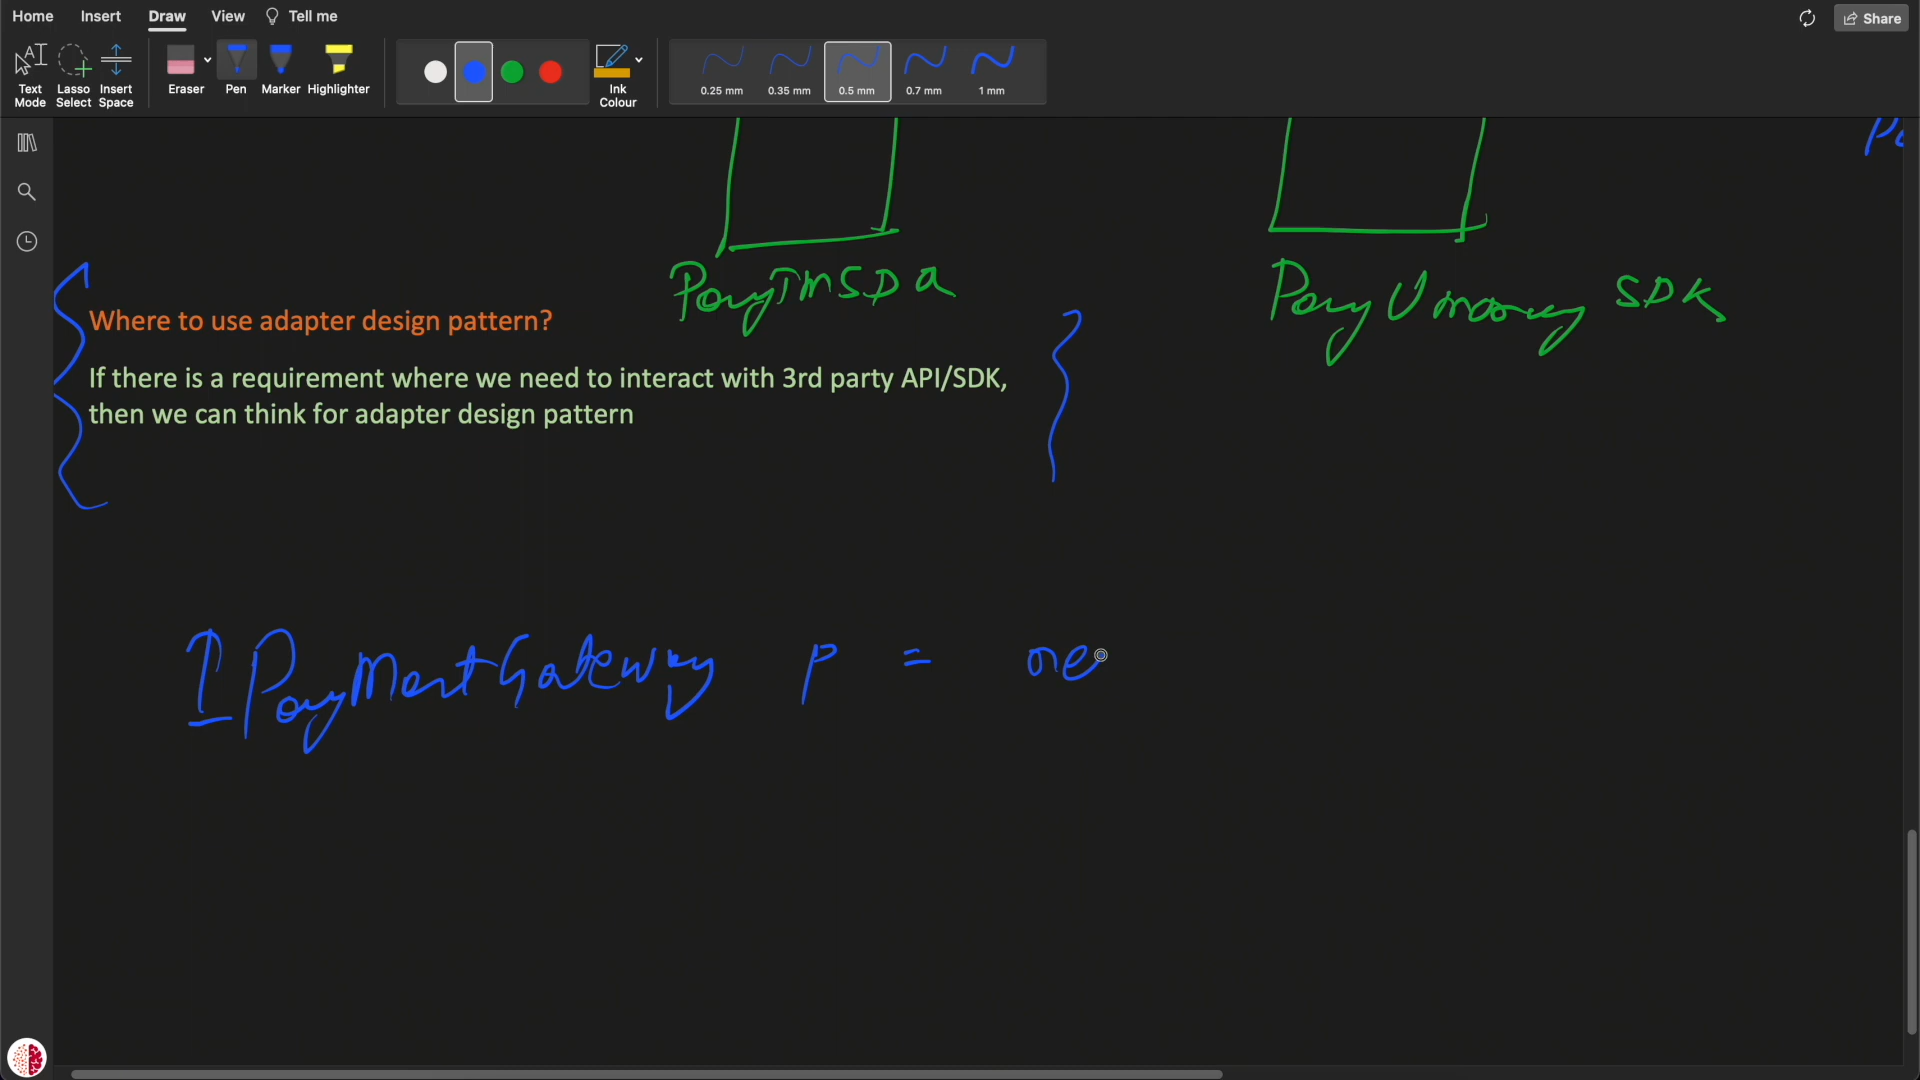 Home Insert Draw View Tell me
Share
Text Mode
Lasso Select
Insert Space
Eraser
Pen
Marker
Highlighter
Ink Colour
0.25 mm
0.35 mm
0.5 mm
0.7 mm
1 mm
PayTmSDA
PayUmoney SDK
Where to use adapter design pattern?
If there is a requirement where we need to interact with 3rd party API/SDK,
then we can think for adapter design pattern
IPaymentGateway p = ne